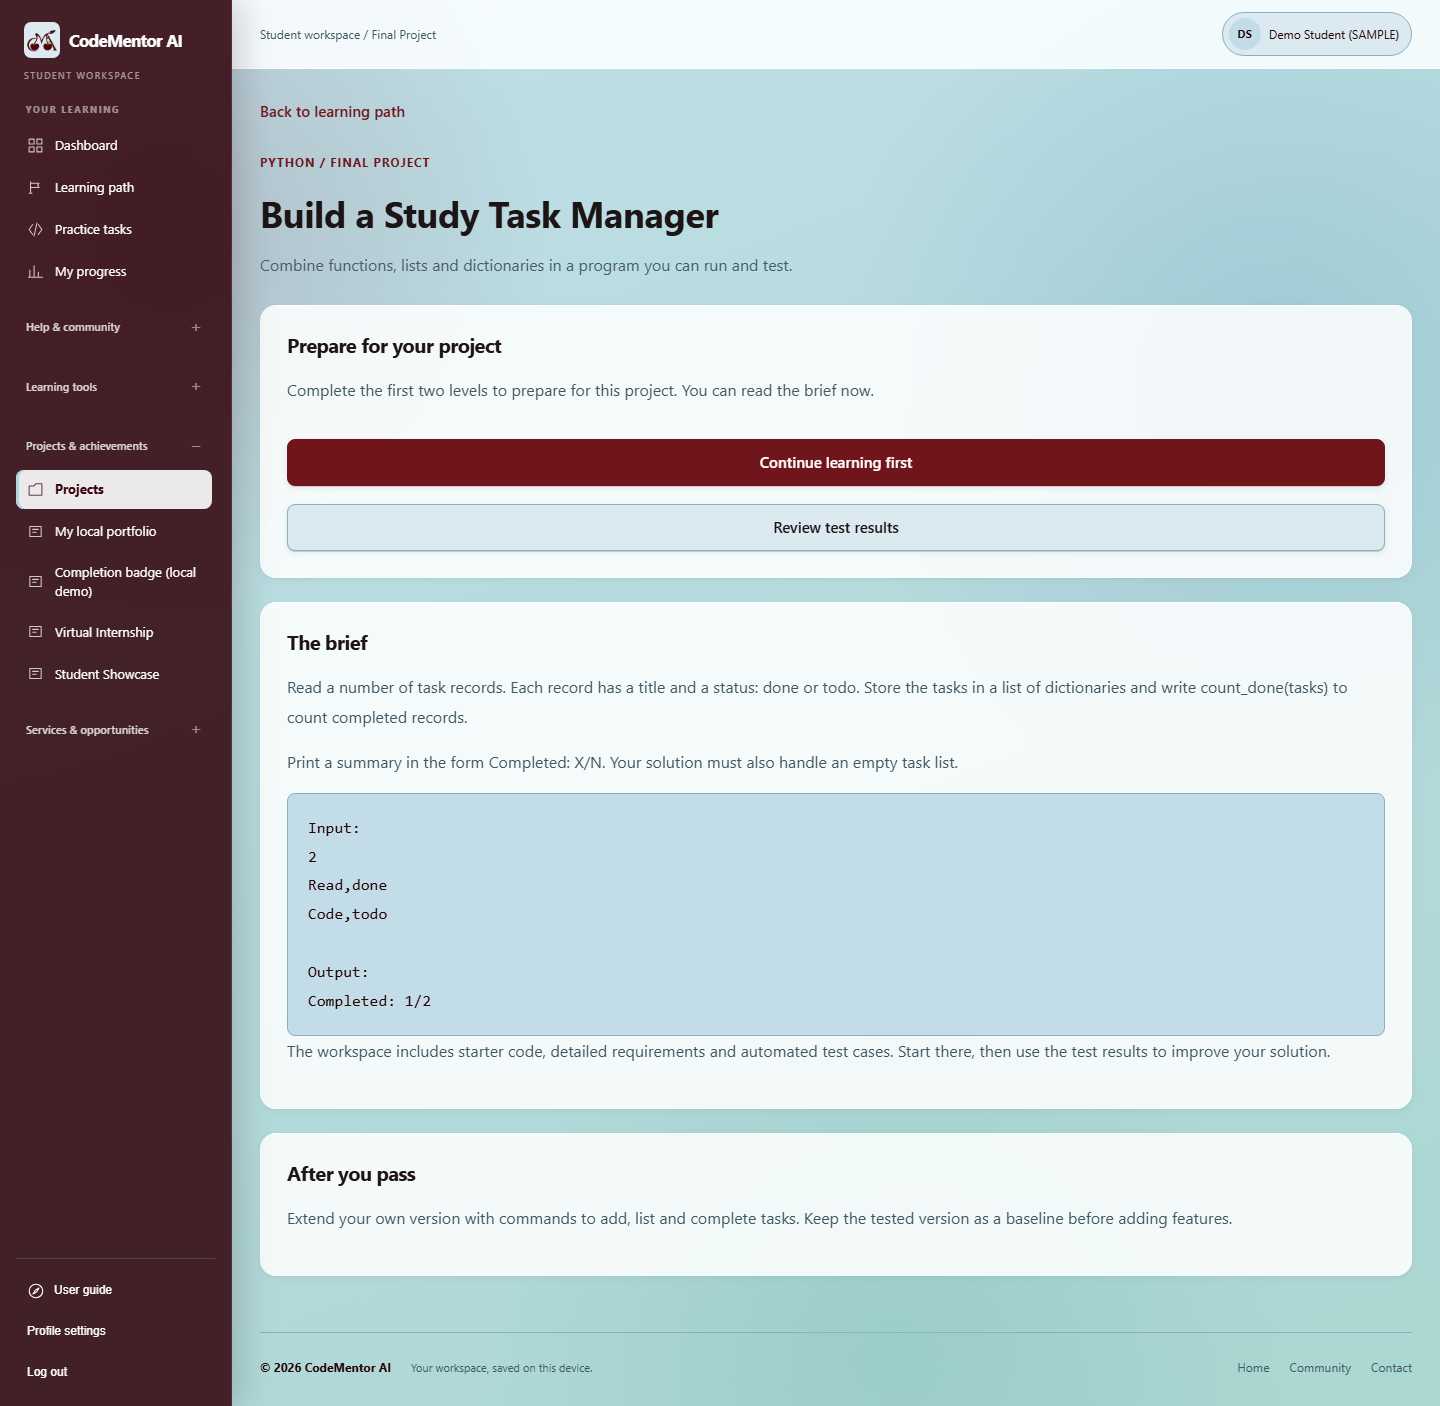 CodeMentor AI
STUDENT WORKSPACE
YOUR LEARNING
Dashboard
Learning path
Practice tasks
My progress
Help & community +
Learning tools +
Projects & achievements –
Projects
My local portfolio
Completion badge (local
demo)
Virtual Internship
Student Showcase
Services & opportunities +
User guide
Profile settings
Log out
Student workspace / Final Project
DS Demo Student (SAMPLE)
Back to learning path
PYTHON / FINAL PROJECT
Build a Study Task Manager
Combine functions, lists and dictionaries in a program you can run and test.
Prepare for your project
Complete the first two levels to prepare for this project. You can read the brief now.
Continue learning first
Review test results
The brief
Read a number of task records. Each record has a title and a status: done or todo. Store the tasks in a list of dictionaries and write count_done(tasks) to
count completed records.
Print a summary in the form Completed: X/N. Your solution must also handle an empty task list.
Input:
2
Read,done
Code,todo
Output:
Completed: 1/2
The workspace includes starter code, detailed requirements and automated test cases. Start there, then use the test results to improve your solution.
After you pass
Extend your own version with commands to add, list and complete tasks. Keep the tested version as a baseline before adding features.
© 2026 CodeMentor AI Your workspace, saved on this device.
Home Community Contact